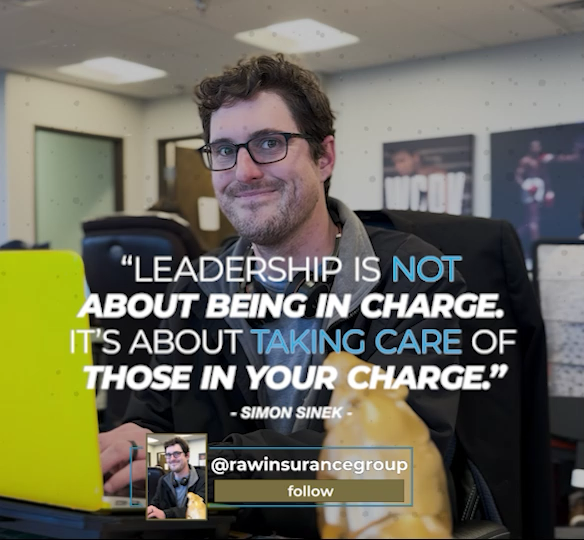 “LEADERSHIP IS NOT
ABOUT BEING IN CHARGE.
IT'S ABOUT TAKING CARE OF
THOSE IN YOUR CHARGE.”
- SIMON SINEK -
@rawinsurancegroup
follow